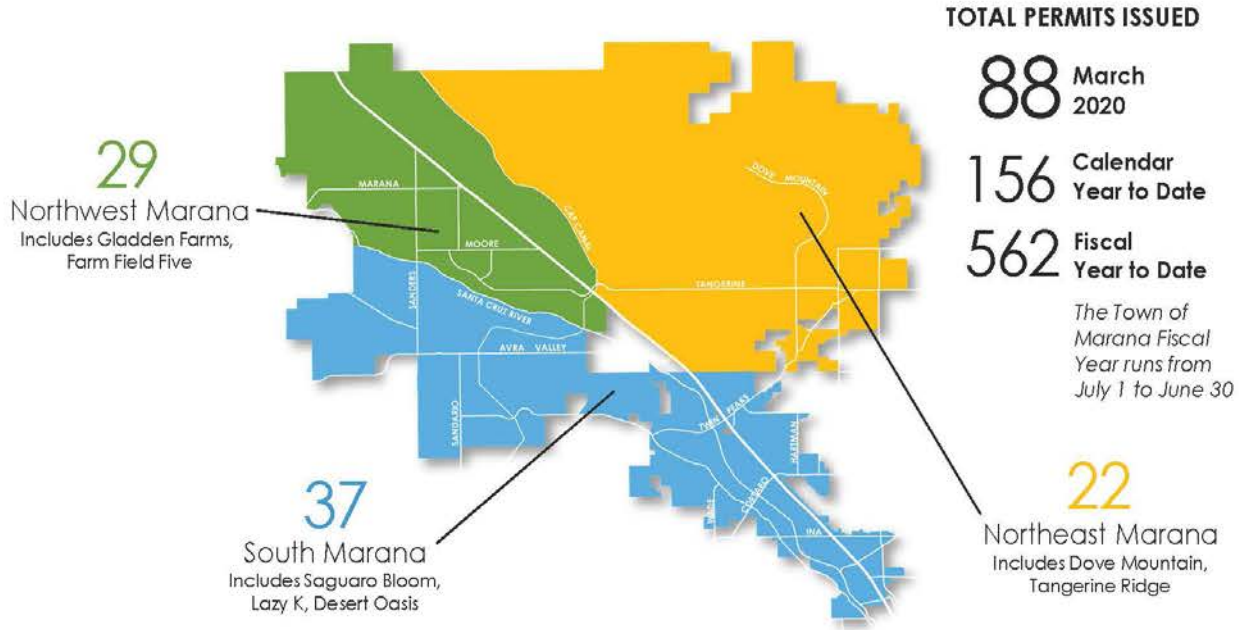 TOTAL PERMITS ISSUED
88 March
2020
156 Calendar
Year to Date
562 Fiscal
Year to Date
The Town of
Marana Fiscal
Year runs from
July 1 to June 30
29
Northwest Marana
Includes Gladden Farms,
Farm Field Five
37
South Marana
Includes Saguaro Bloom,
Lazy K, Desert Oasis
22
Northeast Marana
Includes Dove Mountain,
Tangerine Ridge
MARANA
MOORE
SANDERS
SANTA CRUZ RIVER
CAP CANAL
DOVE MOUNTAIN
TANGERINE
AVRA VALLEY
SANDARIO
TWIN PEAKS
HARTMAN
CORTARO
INA